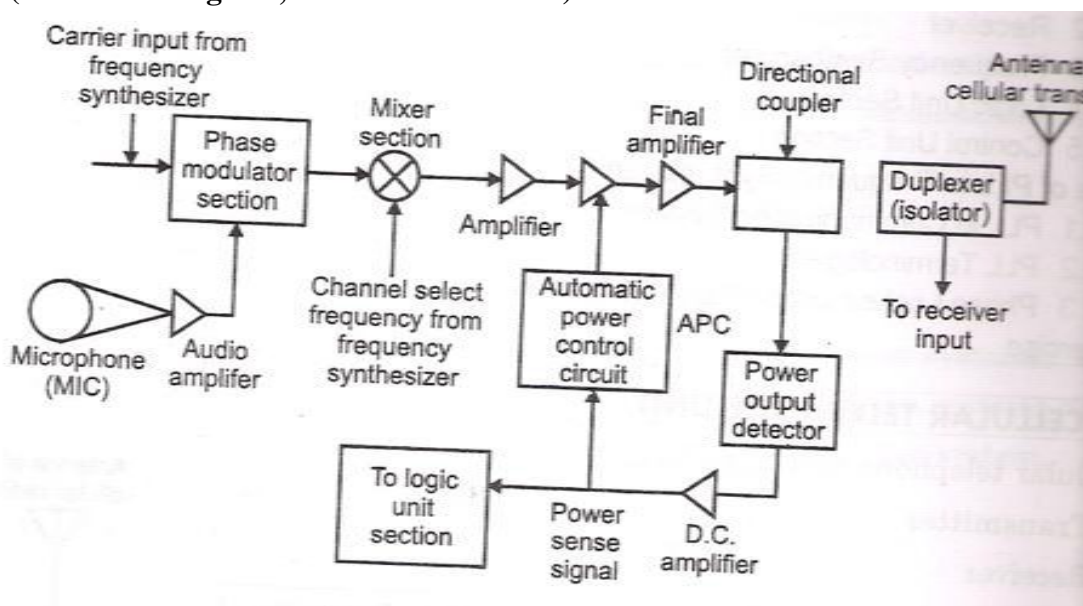 Carrier input from
frequency
synthesizer
Phase
modulator
section
Mixer
section
Amplifier
Final
amplifier
Directional
coupler
Antenna
cellular trans
Duplexer
(isolator)
To receiver
input
Microphone
(MIC)
Audio
amplifer
Channel select
frequency from
frequency
synthesizer
Automatic
power
control
circuit
APC
Power
output
detector
To logic
unit
section
Power
sense
signal
D.C.
amplifier